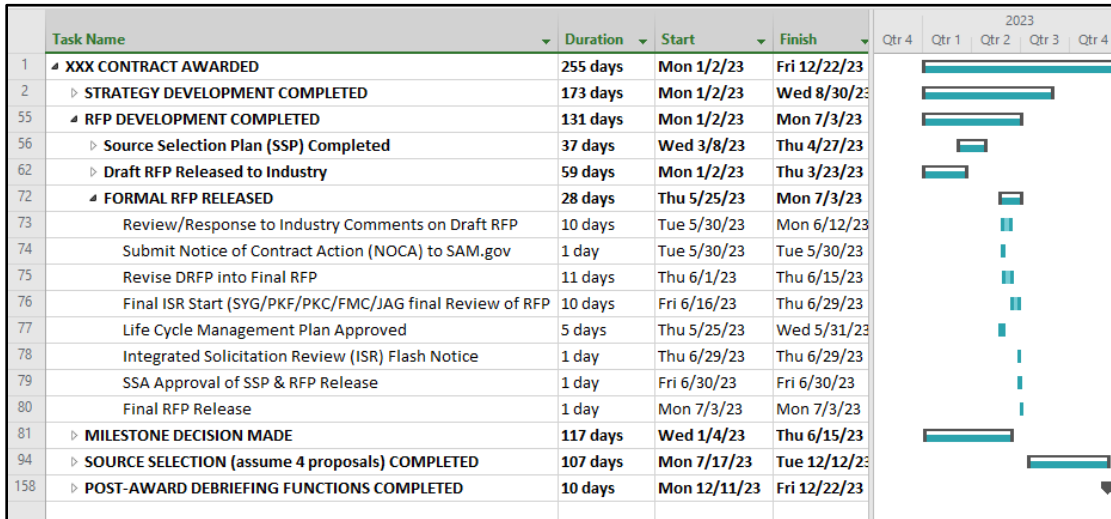 2023
Task Name Duration Start Finish Qtr 4 Qtr 1 Qtr 2 Qtr 3 Qtr 4
1 XXX CONTRACT AWARDED 255 days Mon 1/2/23 Fri 12/22/23
2 STRATEGY DEVELOPMENT COMPLETED 173 days Mon 1/2/23 Wed 8/30/23
55 RFP DEVELOPMENT COMPLETED 131 days Mon 1/2/23 Mon 7/3/23
56 Source Selection Plan (SSP) Completed 37 days Wed 3/8/23 Thu 4/27/23
62 Draft RFP Released to Industry 59 days Mon 1/2/23 Thu 3/23/23
72 FORMAL RFP RELEASED 28 days Thu 5/25/23 Mon 7/3/23
73 Review/Response to Industry Comments on Draft RFP 10 days Tue 5/30/23 Mon 6/12/23
74 Submit Notice of Contract Action (NOCA) to SAM.gov 1 day Tue 5/30/23 Tue 5/30/23
75 Revise DRFP into Final RFP 11 days Thu 6/1/23 Thu 6/15/23
76 Final ISR Start (SYG/PKF/PKC/FMC/JAG final Review of RFP 10 days Fri 6/16/23 Thu 6/29/23
77 Life Cycle Management Plan Approved 5 days Thu 5/25/23 Wed 5/31/23
78 Integrated Solicitation Review (ISR) Flash Notice 1 day Thu 6/29/23 Thu 6/29/23
79 SSA Approval of SSP & RFP Release 1 day Fri 6/30/23 Fri 6/30/23
80 Final RFP Release 1 day Mon 7/3/23 Mon 7/3/23
81 MILESTONE DECISION MADE 117 days Wed 1/4/23 Thu 6/15/23
94 SOURCE SELECTION (assume 4 proposals) COMPLETED 107 days Mon 7/17/23 Tue 12/12/23
158 POST-AWARD DEBRIEFING FUNCTIONS COMPLETED 10 days Mon 12/11/23 Fri 12/22/23